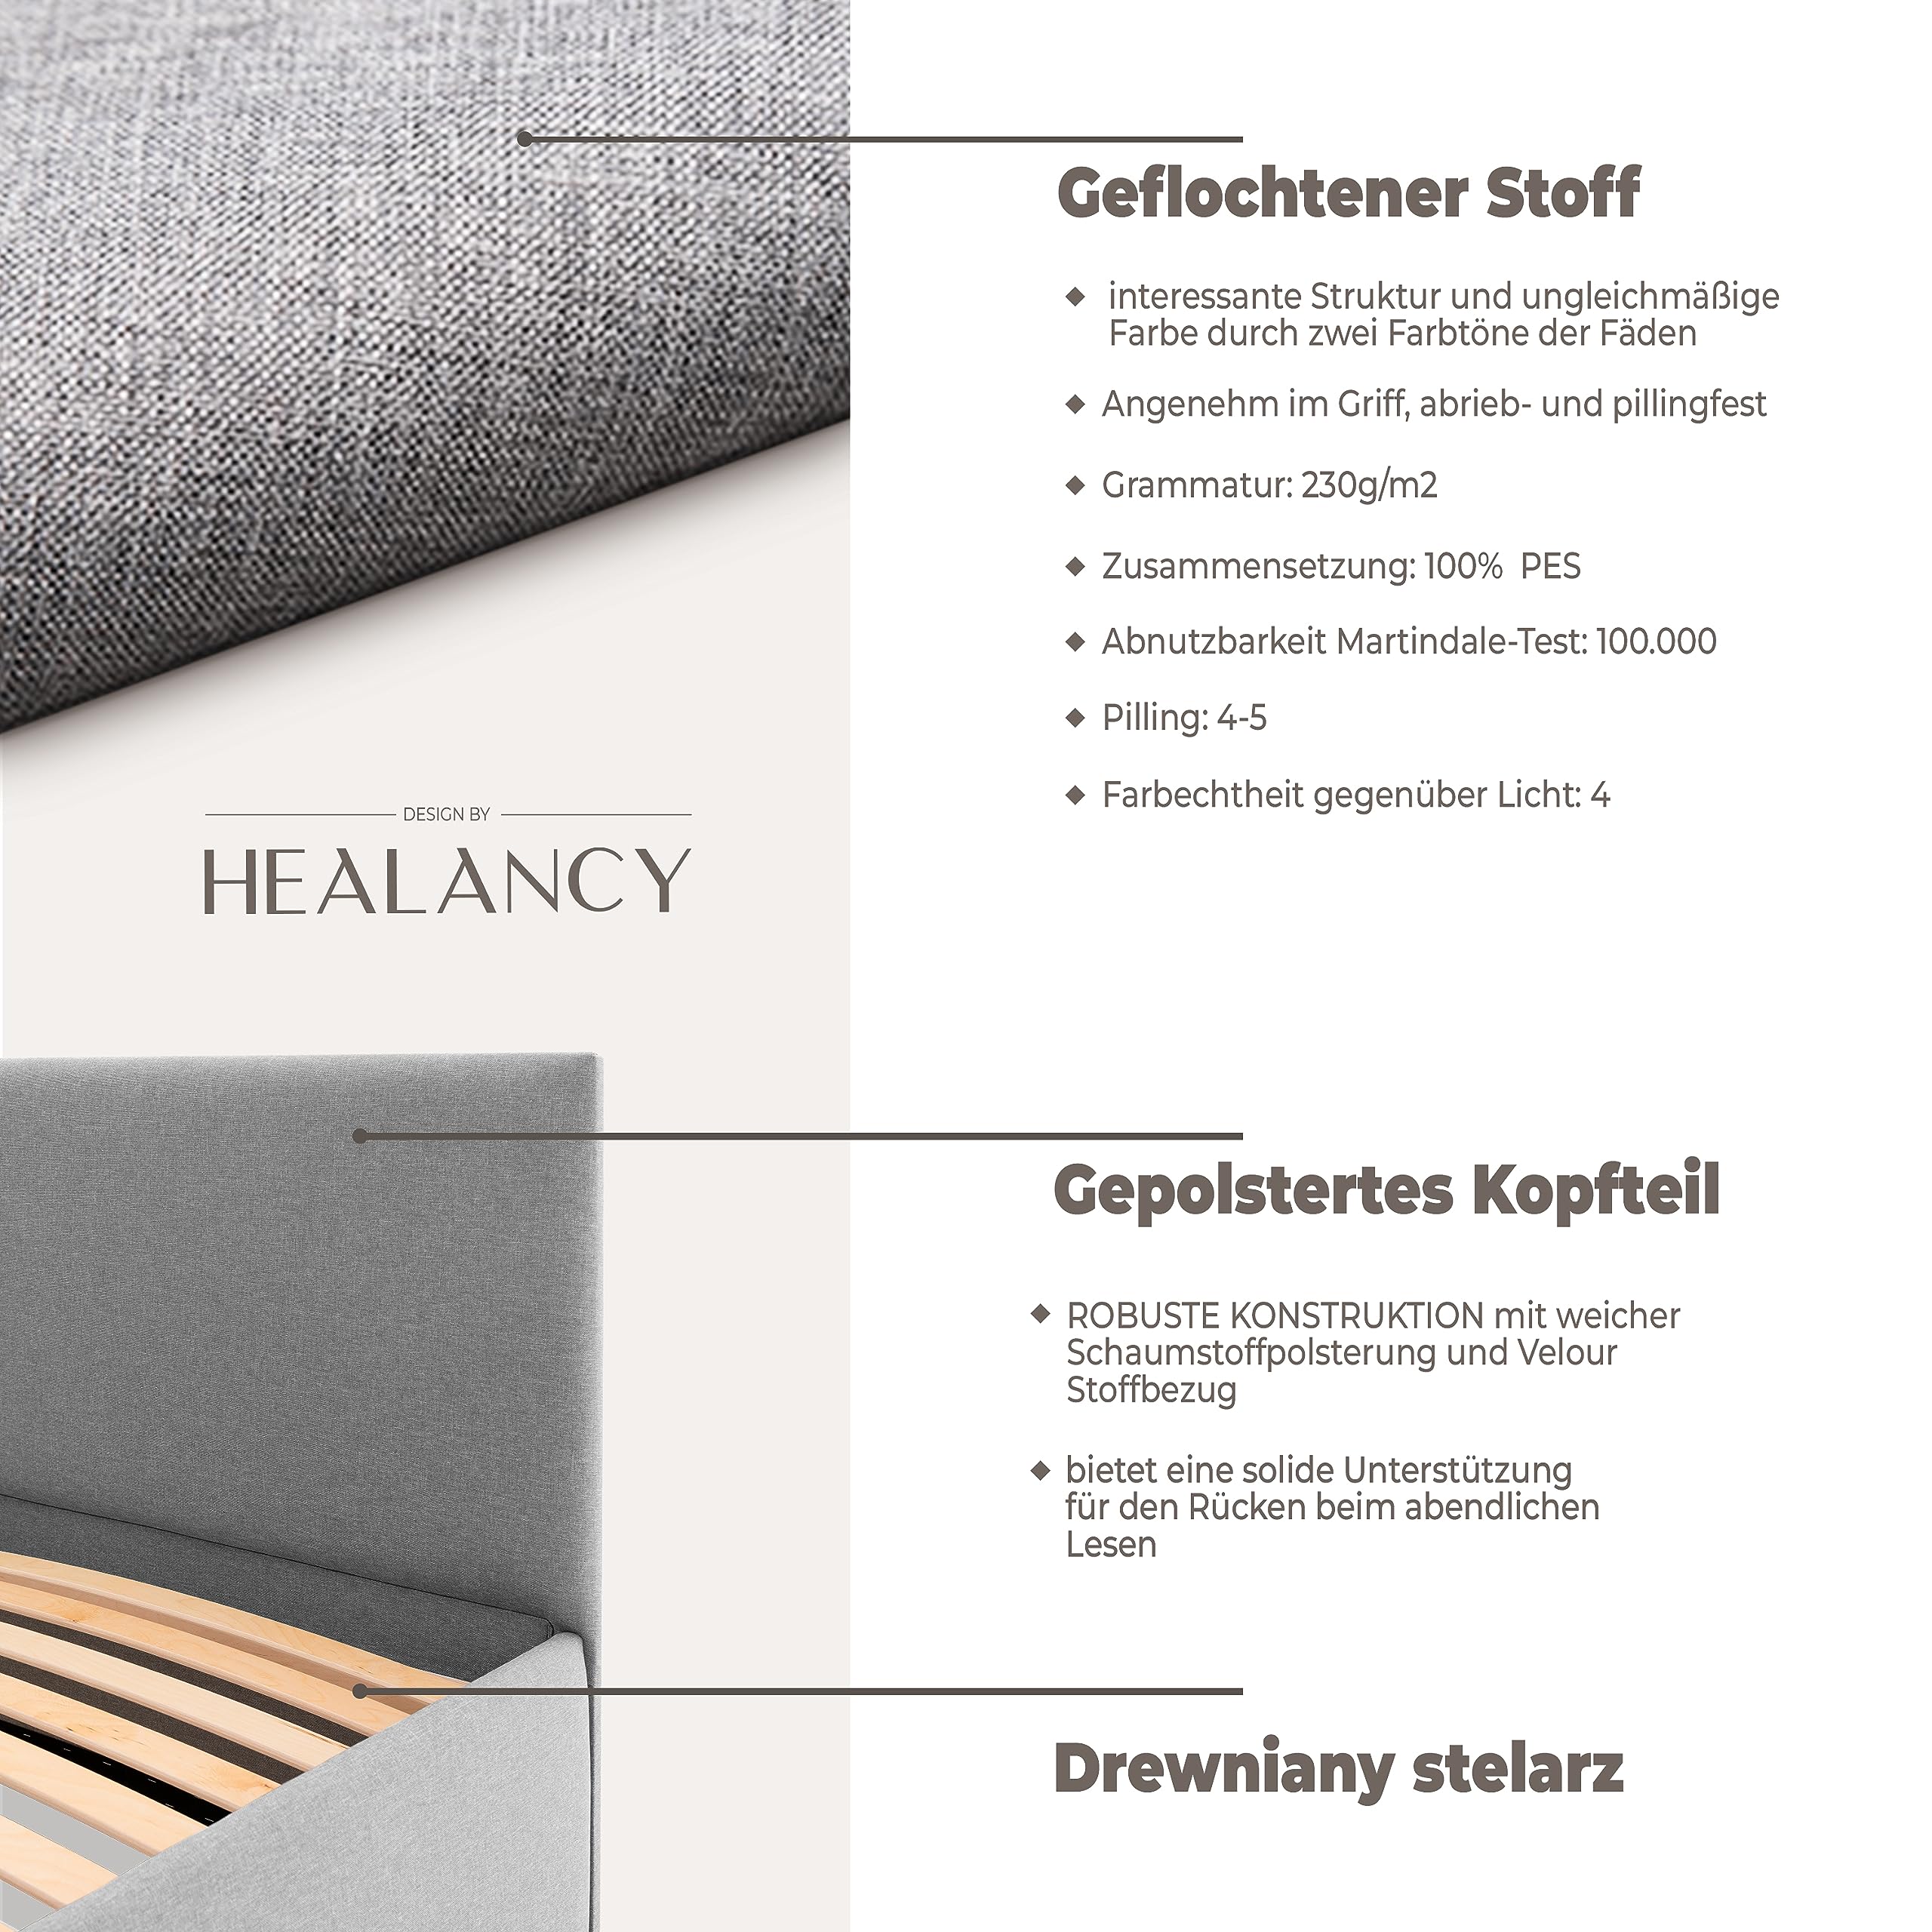 Geflochtener Stoff
interessante Struktur und ungleichmäßige
Farbe durch zwei Farbtöne der Fäden
Angenehm im Griff, abrieb- und pillingfest
Grammatur: 230g/m2
Zusammensetzung: 100% PES
Abnutzbarkeit Martindale-Test: 100.000
Pilling: 4-5
Farbechtheit gegenüber Licht: 4
DESIGN BY
HEALANCY
Gepolstertes Kopfteil
ROBUSTE KONSTRUKTION mit weicher
Schaumstoffpolsterung und Velour
Stoffbezug
bietet eine solide Unterstützung
für den Rücken beim abendlichen
Lesen
Drewniany stelarz